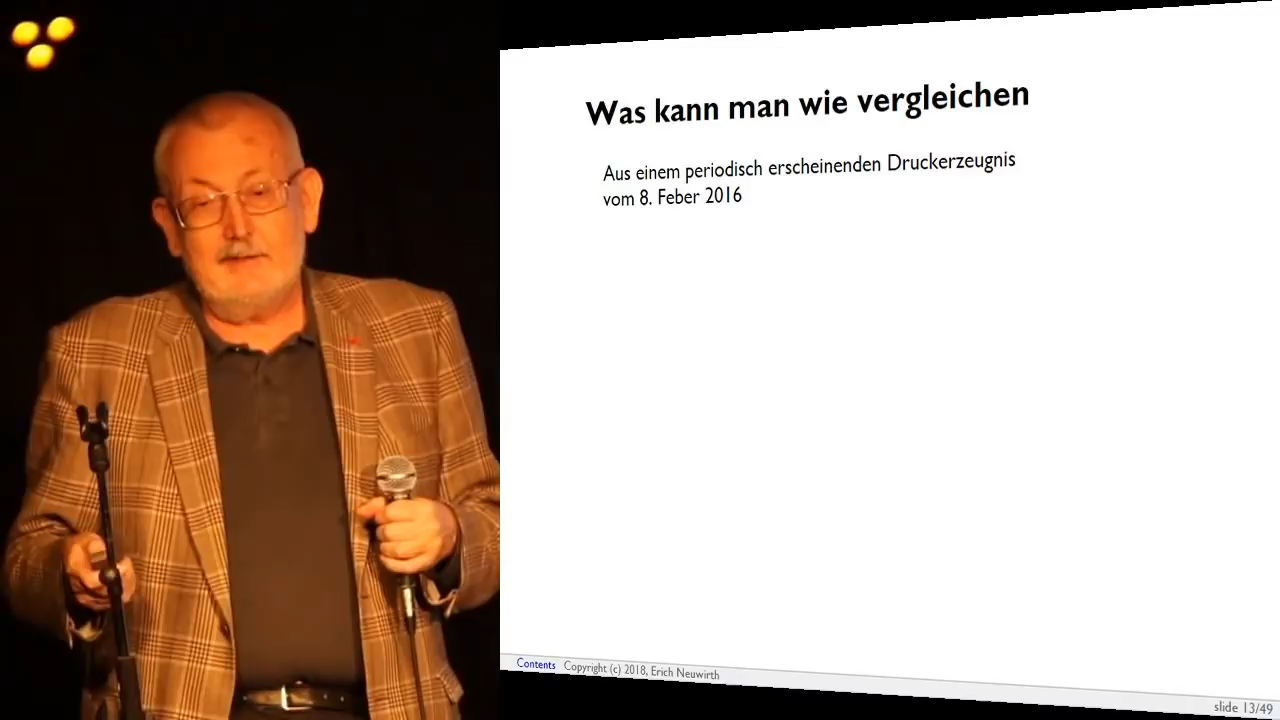 Was kann man wie vergleichen
Aus einem periodisch erscheinenden Druckerzeugnis
vom 8. Feber 2016
Contents Copyright (c) 2018, Erich Neuwirth
slide 13/49